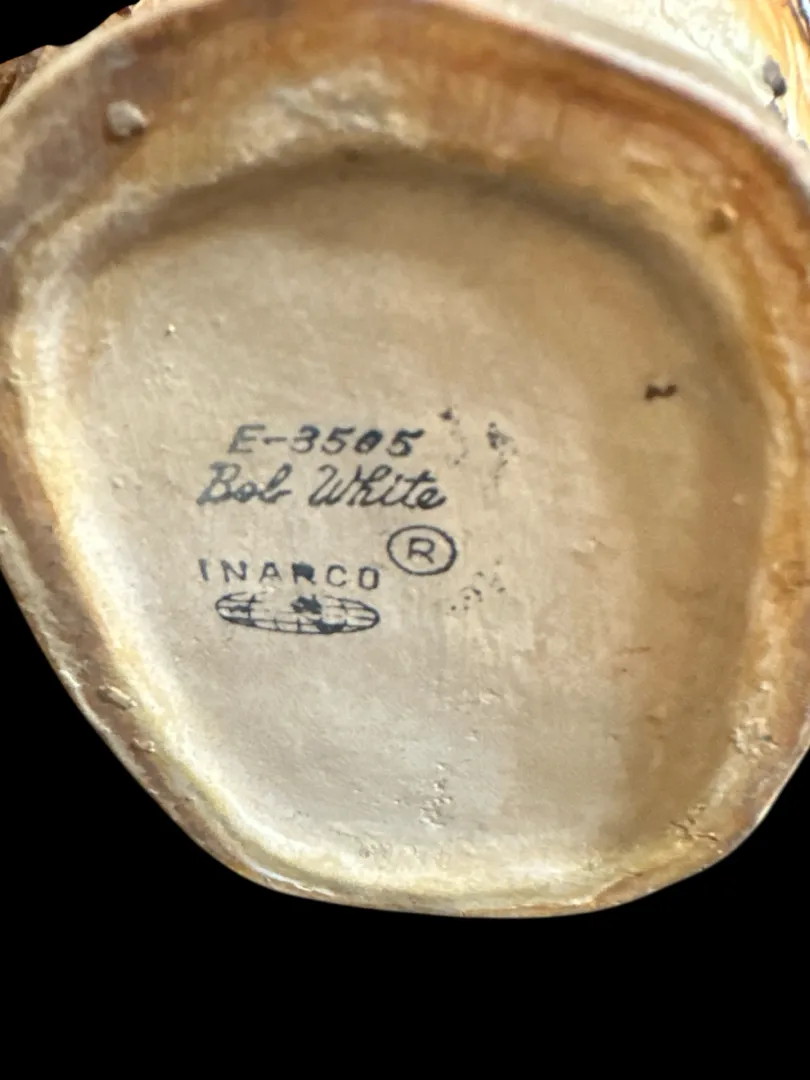 E-3505
Bob White
INARCO ®